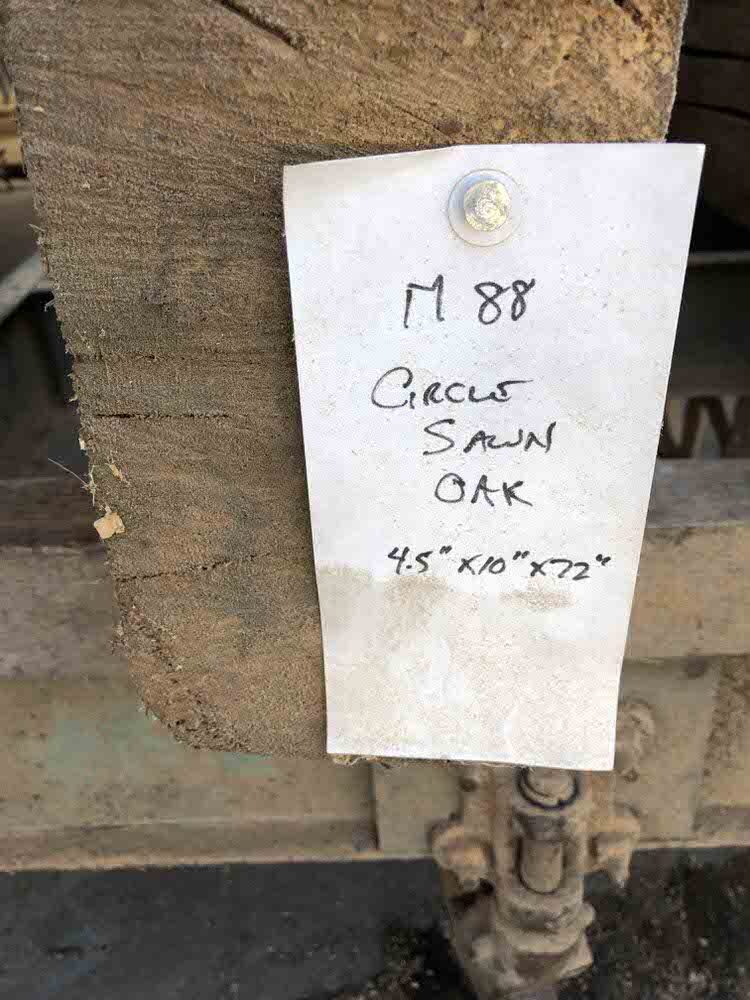 M 88
CIRCLE
SAWN
OAK
4.5" x10" x72"